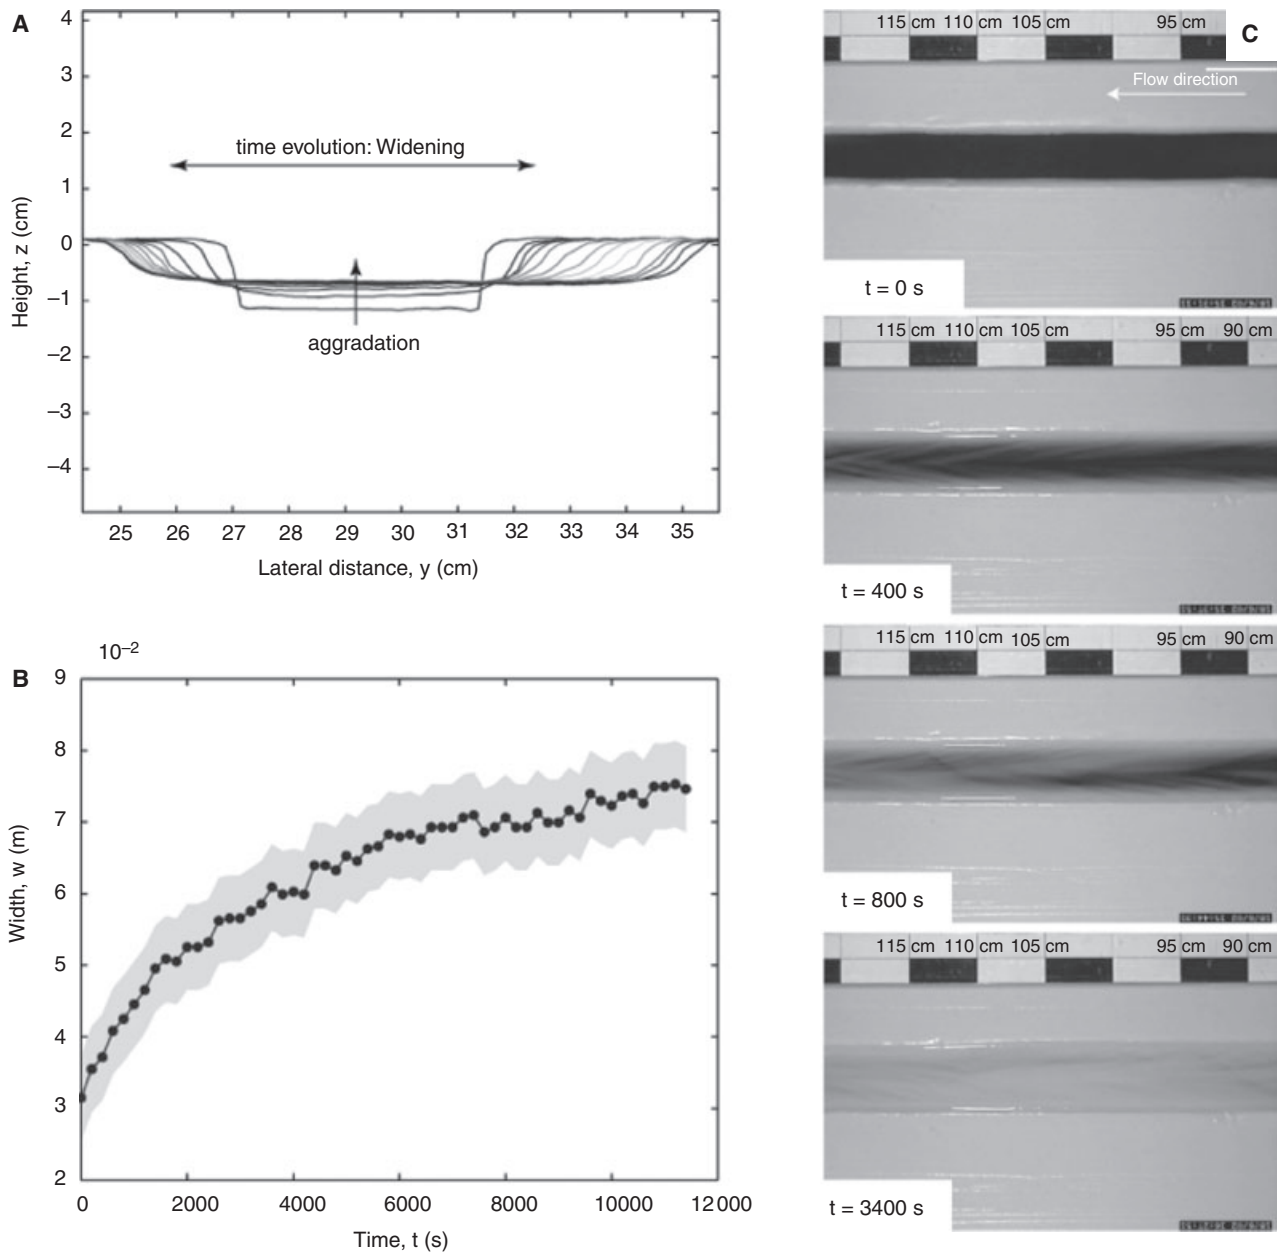 A
4
3
2
1
0
–1
–2
–3
–4
Height, z (cm)
time evolution: Widening
aggradation
25 26 27 28 29 30 31 32 33 34 35
Lateral distance, y (cm)
B
10–2
9
8
7
6
5
4
3
2
Width, w (m)
0 2000 4000 6000 8000 10000 12000
Time, t (s)
C
115 cm 110 cm 105 cm 95 cm
Flow direction
t = 0 s
115 cm 110 cm 105 cm 95 cm 90 cm
t = 400 s
115 cm 110 cm 105 cm 95 cm 90 cm
t = 800 s
115 cm 110 cm 105 cm 95 cm 90 cm
t = 3400 s